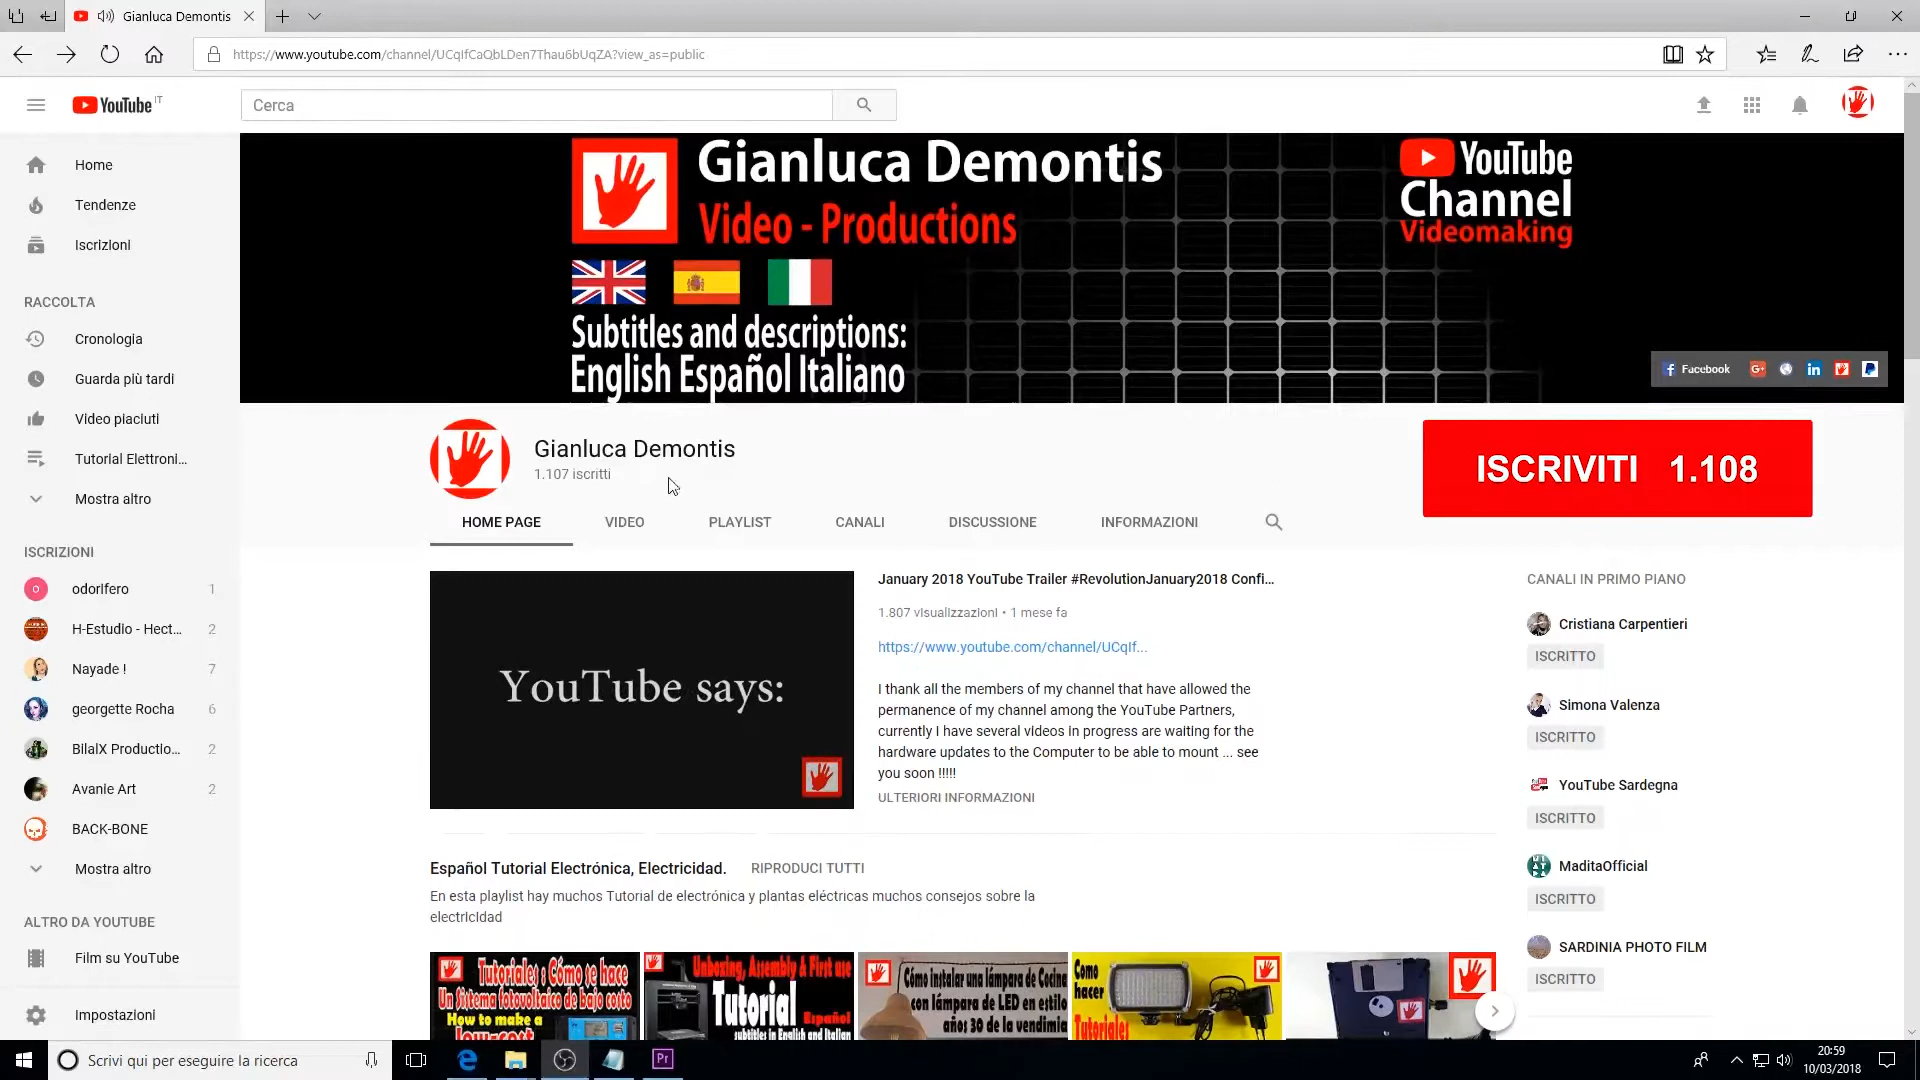 Gianluca Demontis
https://www.youtube.com/channel/UCqIfCaQbLDen7Thau6bUqZA?view_as=public
YouTube IT
Cerca
Home
Tendenze
Iscrizioni
RACCOLTA
Cronologia
Guarda più tardi
Video piaciuti
Tutorial Elettroni...
Mostra altro
ISCRIZIONI
odorifero 1
H-Estudio - Hect... 2
Nayade ! 7
georgette Rocha 6
BilalX Productio... 2
Avanie Art 2
BACK-BONE
Mostra altro
ALTRO DA YOUTUBE
Film su YouTube
Impostazioni
Gianluca Demontis
Video - Productions
Subtitles and descriptions:
English Español Italiano
YouTube
Channel
Videomaking
Facebook
Gianluca Demontis
1.107 iscritti
ISCRIVITI 1.108
HOME PAGE
VIDEO
PLAYLIST
CANALI
DISCUSSIONE
INFORMAZIONI
YouTube says:
January 2018 YouTube Trailer #RevolutionJanuary2018 Confi...
1.807 visualizzazioni • 1 mese fa
https://www.youtube.com/channel/UCqIf...
I thank all the members of my channel that have allowed the
permanence of my channel among the YouTube Partners,
currently I have several videos in progress are waiting for the
hardware updates to the Computer to be able to mount ... see
you soon !!!!!
ULTERIORI INFORMAZIONI
CANALI IN PRIMO PIANO
Cristiana Carpentieri
ISCRITTO
Simona Valenza
ISCRITTO
YouTube Sardegna
ISCRITTO
MaditaOfficial
ISCRITTO
SARDINIA PHOTO FILM
ISCRITTO
Español Tutorial Electrónica, Electricidad. RIPRODUCI TUTTI
En esta playlist hay muchos Tutorial de electrónica y plantas eléctricas muchos consejos sobre la
electricidad
Tutoriales : Cómo se hace
Un Sistema fotovoltaico de bajo costo
How to make a
low-cost
Unboxing, Assembly & First use
Tutorial
Español
subtitles in English and Italian
Cómo instalar una lámpara de Cocina
con lámpara de LED en estilo
años 30 de la vendimia
Como
hacer
Tutoriales
Scrivi qui per eseguire la ricerca
Pr
20:59
10/03/2018